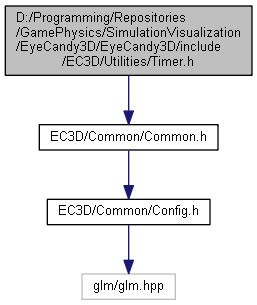 D:/Programming/Repositories
/GamePhysics/SimulationVisualization
/EyeCandy3D/EyeCandy3D/include
/EC3D/Utilities/Timer.h
EC3D/Common/Common.h
EC3D/Common/Config.h
glm/glm.hpp